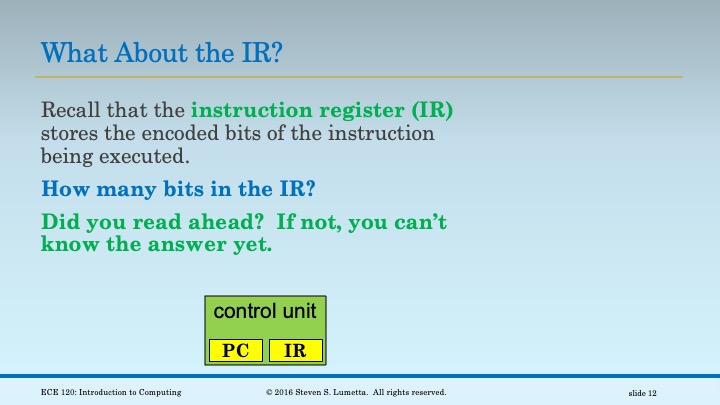 What About the IR?
Recall that the instruction register (IR)
stores the encoded bits of the instruction
being executed.
How many bits in the IR?
Did you read ahead?  If not, you can’t
know the answer yet.
control unit
PC IR
ECE 120: Introduction to Computing © 2016 Steven S. Lumetta.  All rights reserved. slide 12